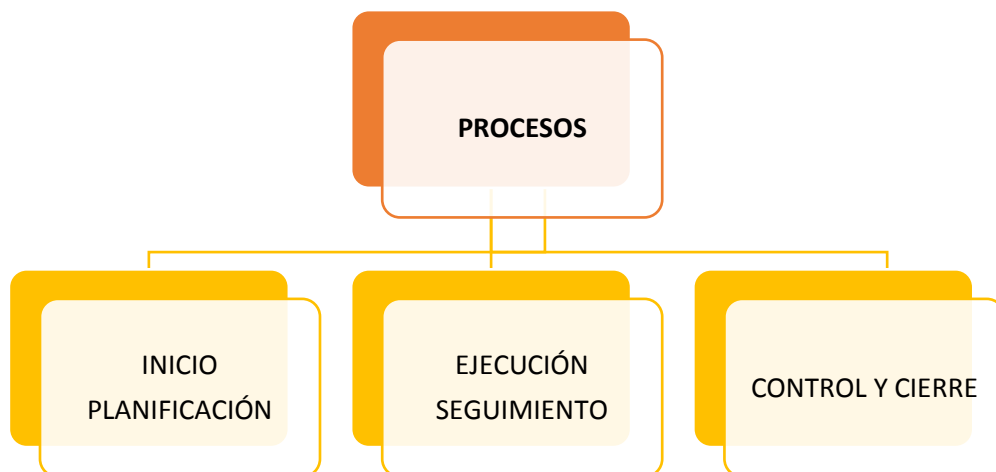 PROCESOS
INICIO
PLANIFICACIÓN
EJECUCIÓN
SEGUIMIENTO
CONTROL Y CIERRE